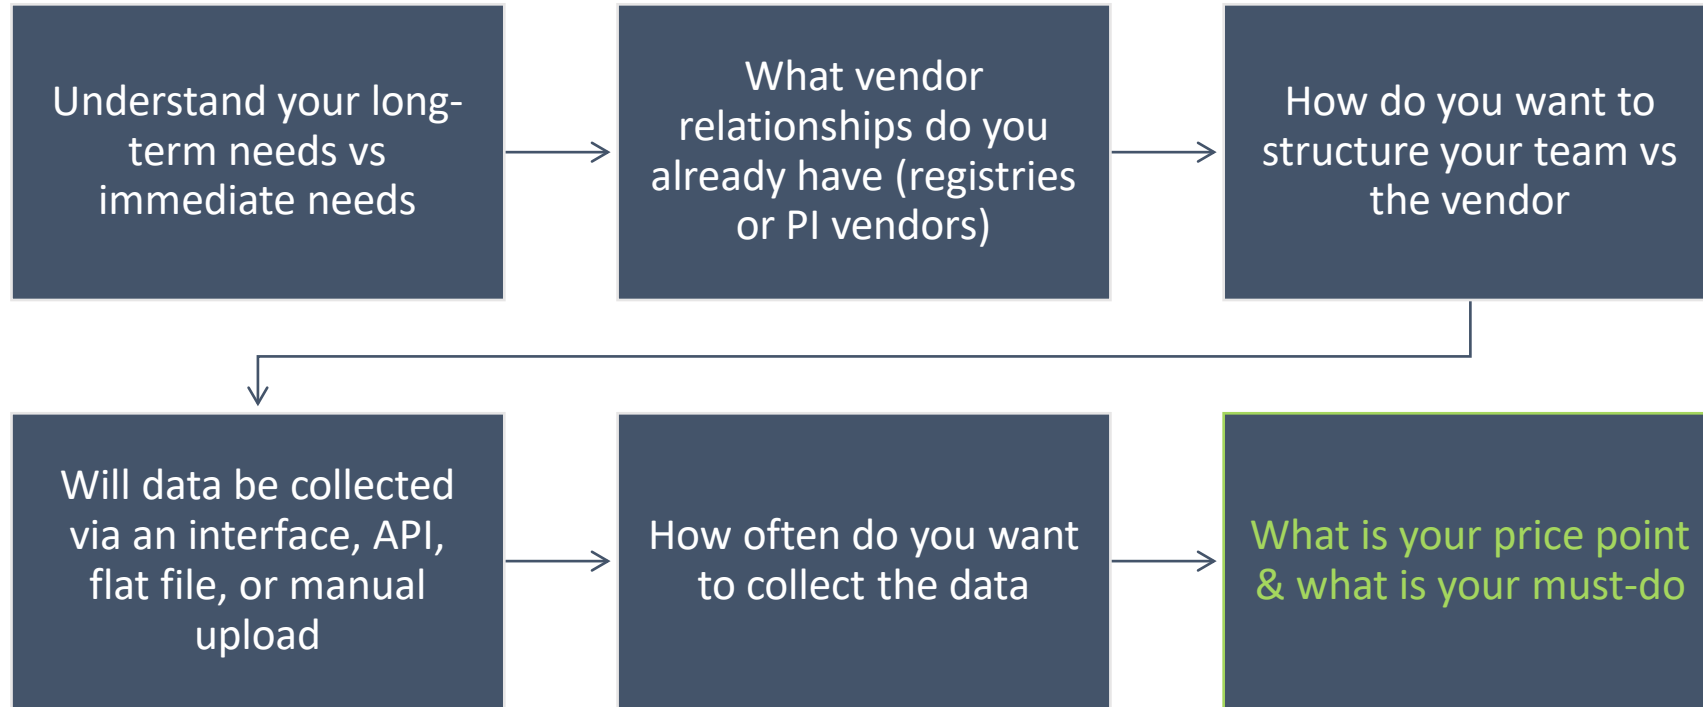 Understand your long-
term needs vs
immediate needs
What vendor
relationships do you
already have (registries
or PI vendors)
How do you want to
structure your team vs
the vendor
Will data be collected
via an interface, API,
flat file, or manual
upload
How often do you want
to collect the data
What is your price point
& what is your must-do